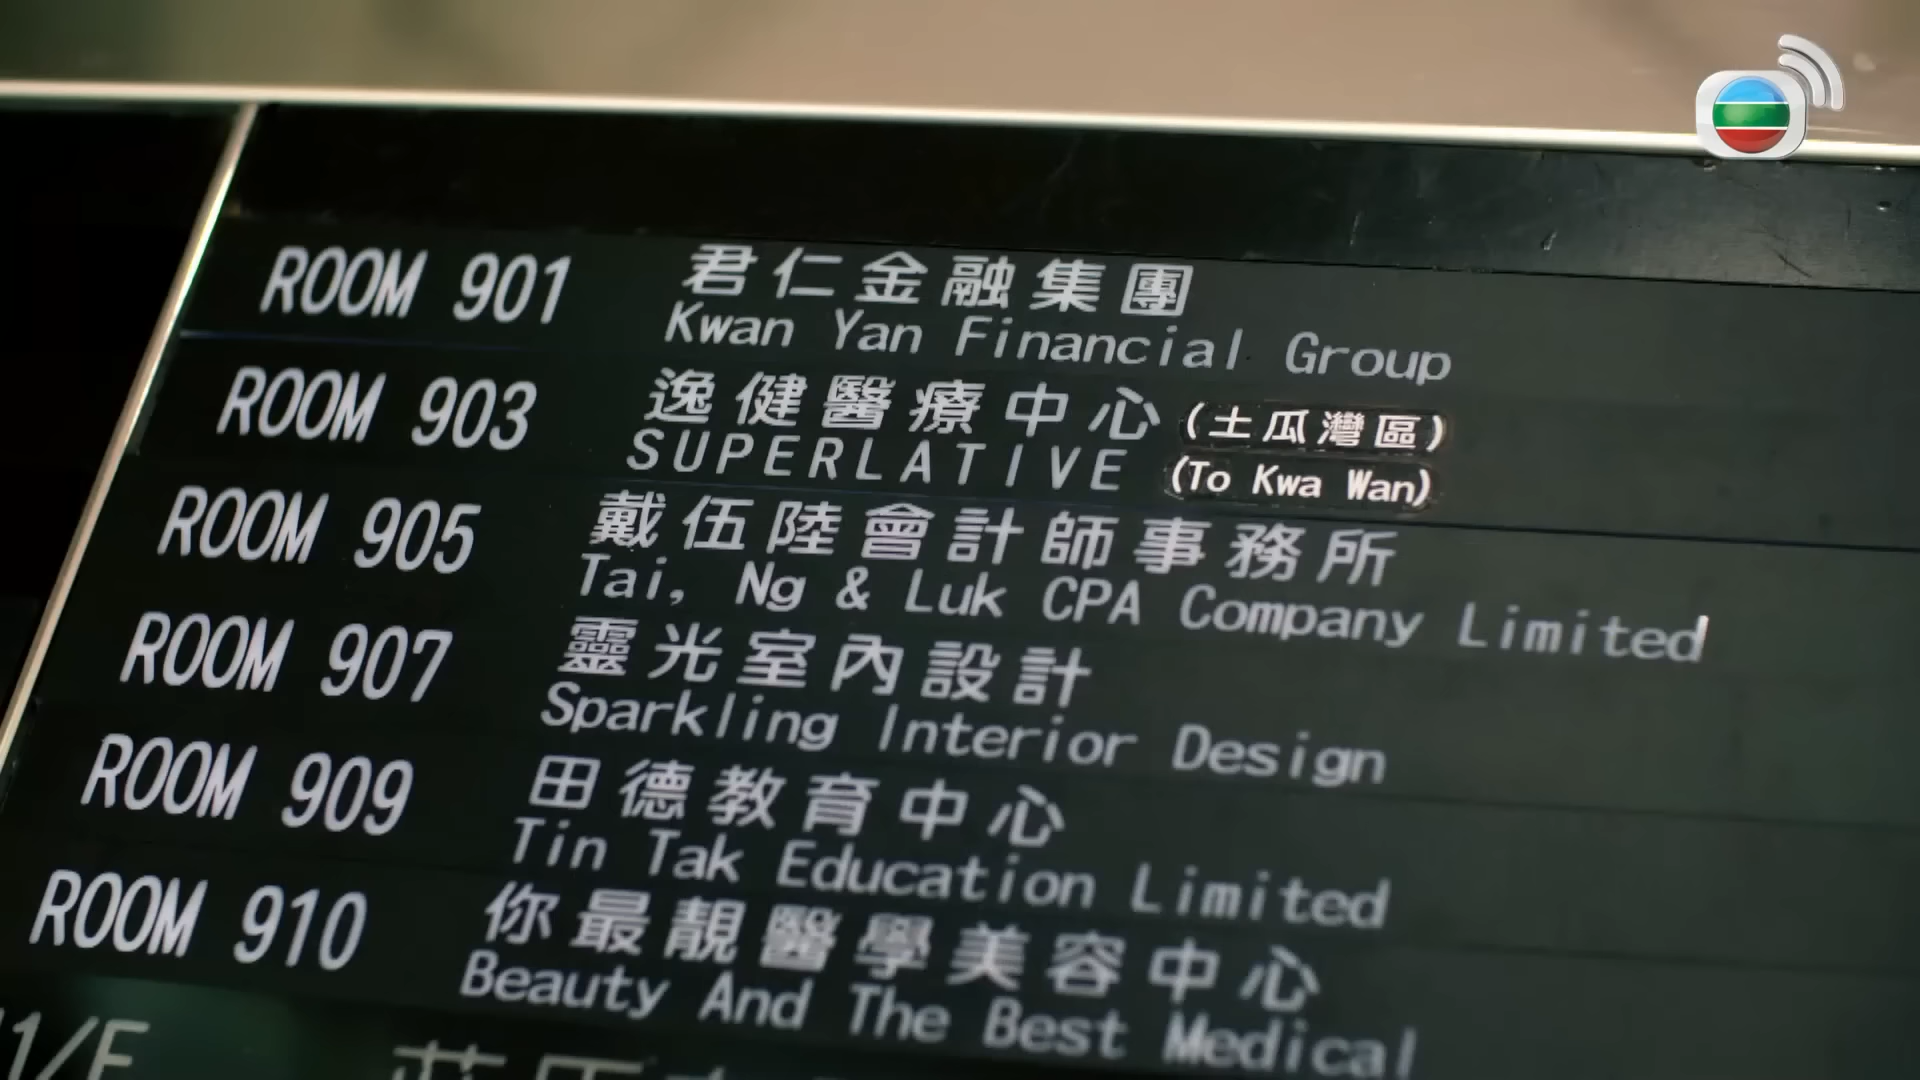 ROOM 901 君仁金融集團
Kwan Yan Financial Group
ROOM 903 逸健醫療中心 (土瓜灣區)
SUPERLATIVE (To Kwa Wan)
ROOM 905 戴伍陸會計師事務所
Tai, Ng & Luk CPA Company Limited
ROOM 907 靈光室內設計
Sparkling Interior Design
ROOM 909 田德教育中心
Tin Tak Education Limited
ROOM 910 你最靚醫學美容中心
Beauty And The Best Medical
1/F